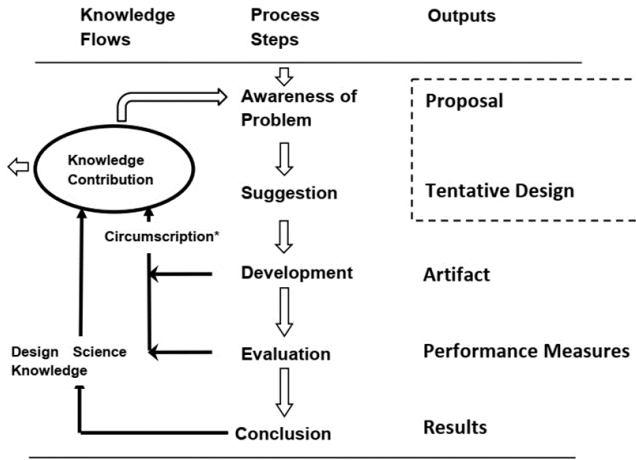 Knowledge Flows
Process Steps
Outputs
Awareness of Problem
Proposal
Knowledge Contribution
Suggestion
Tentative Design
Circumscription*
Development
Artifact
Design Science Knowledge
Evaluation
Performance Measures
Conclusion
Results